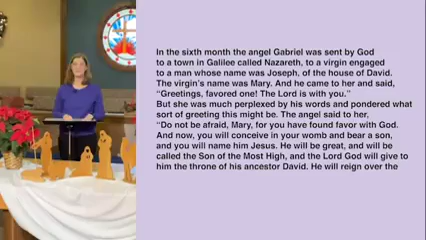 In the sixth month the angel Gabriel was sent by God
to a town in Galilee called Nazareth, to a virgin engaged
to a man whose name was Joseph, of the house of David.
The virgin's name was Mary. And he came to her and said,
"Greetings, favored one! The Lord is with you."
But she was much perplexed by his words and pondered what
sort of greeting this might be. The angel said to her,
"Do not be afraid, Mary, for you have found favor with God.
And now, you will conceive in your womb and bear a son,
and you will name him Jesus. He will be great, and will be
called the Son of the Most High, and the Lord God will give to
him the throne of his ancestor David. He will reign over the